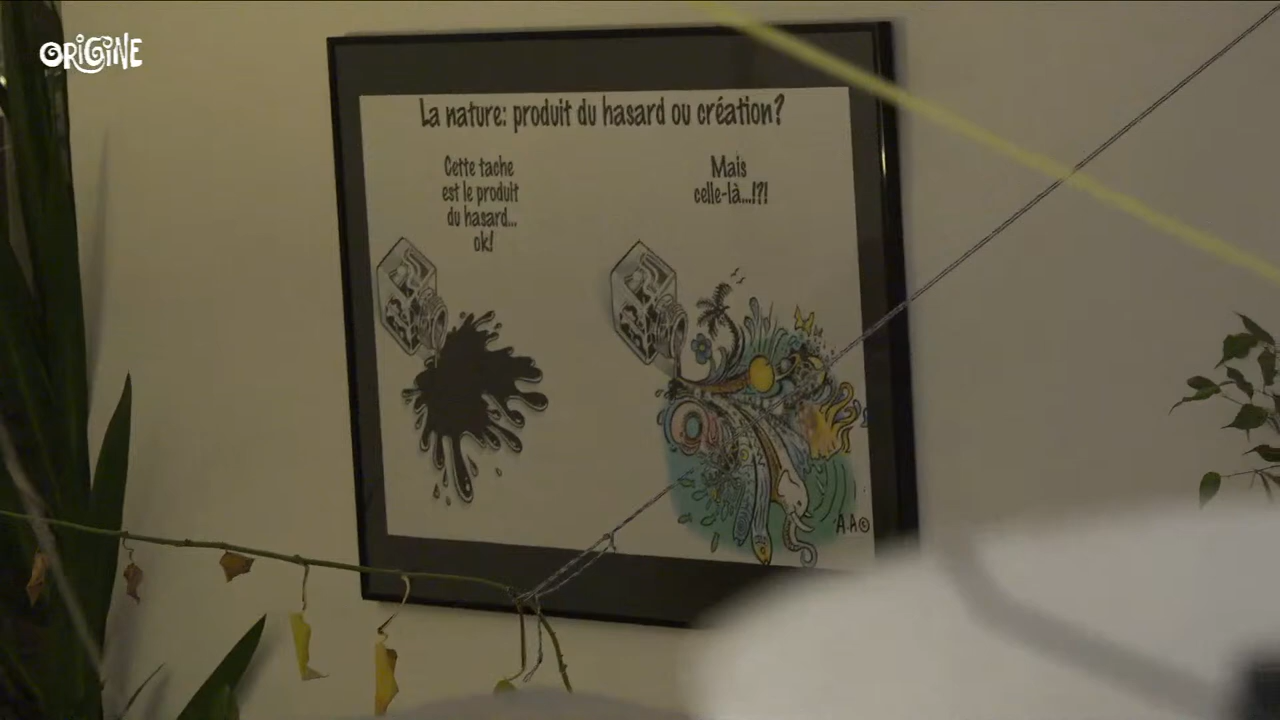 ORIGINE
La nature: produit du hasard ou création?
Cette tache
est le produit
du hasard...
ok!
Mais
celle-là...!?!
A.A©